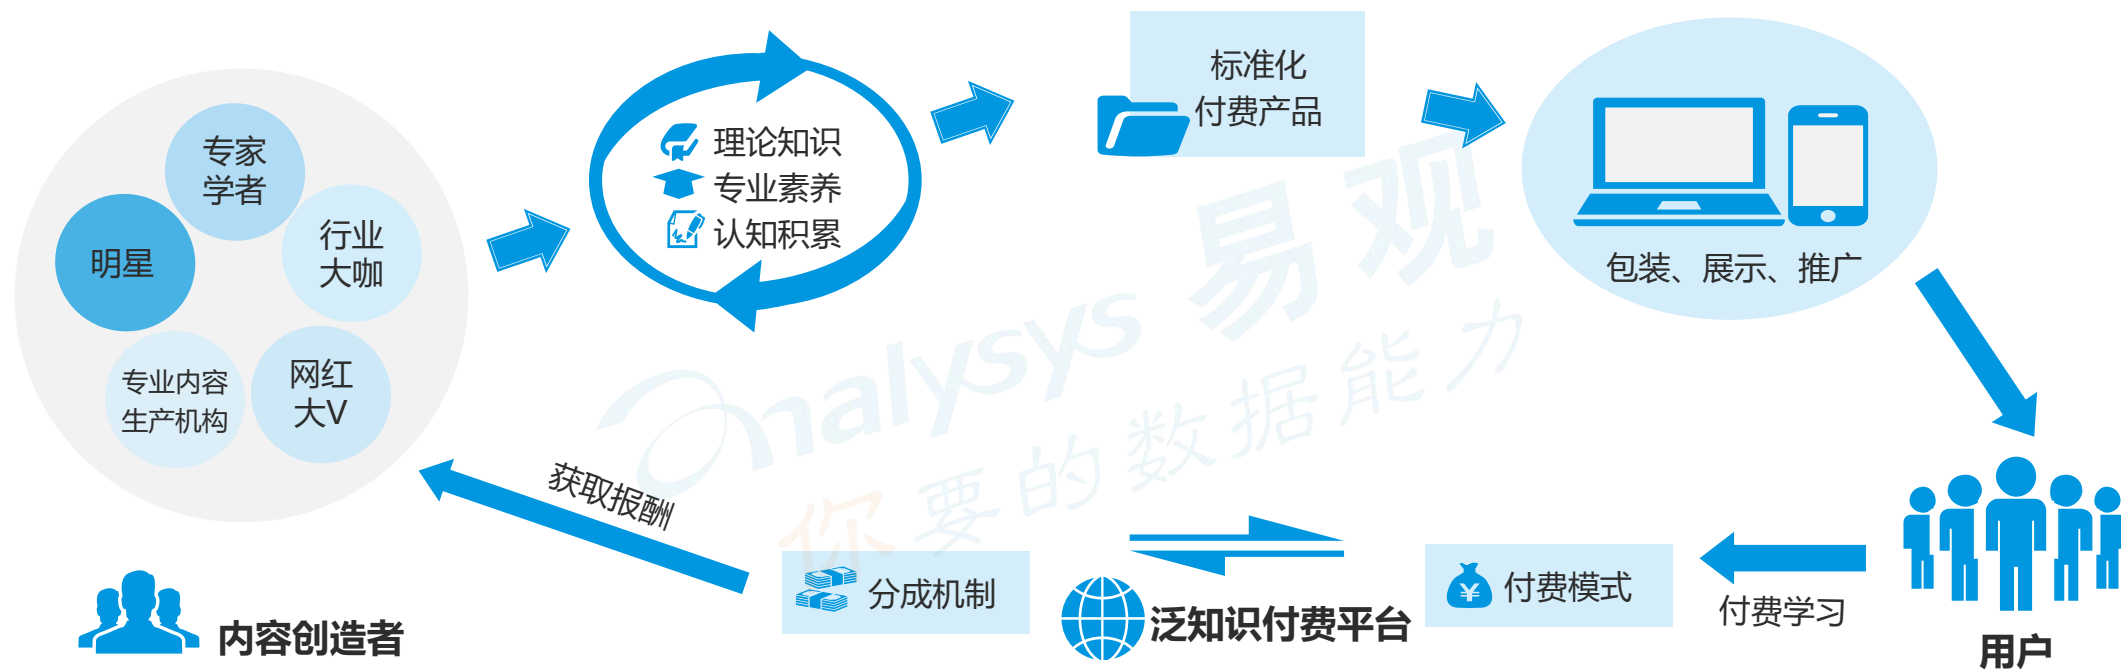 专家
学者
明星
行业
大咖
专业内容
生产机构
网红
大V
内容创造者
理论知识
专业素养
认知积累
标准化
付费产品
包装、展示、推广
用户
付费学习
付费模式
泛知识付费平台
分成机制
获取报酬
analysys 易观
你要的数据能力